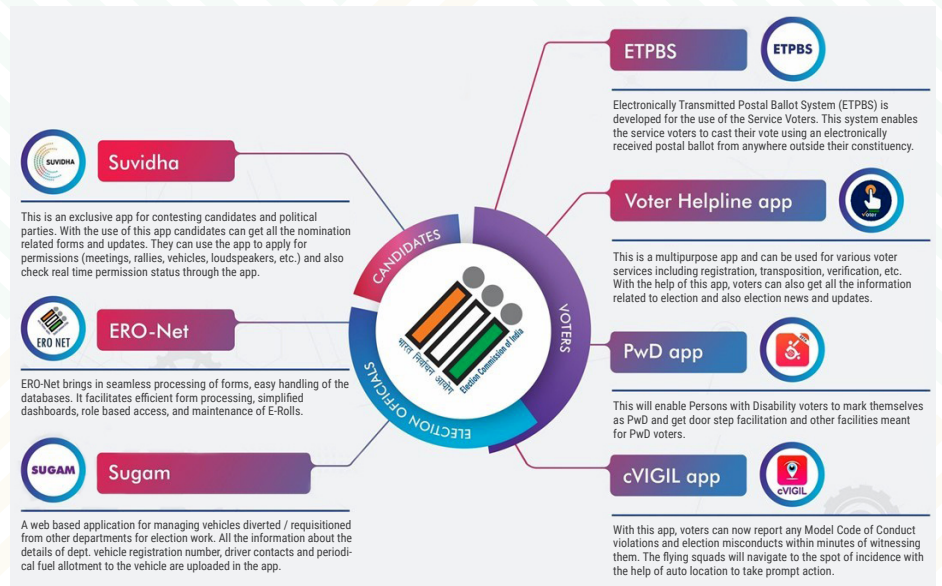 ETPBS
ETPBS
Electronically Transmitted Postal Ballot System (ETPBS) is
developed for the use of the Service Voters. This system enables
the service voters to cast their vote using an electronically
received postal ballot from anywhere outside their constituency.
SUVIDHA
Suvidha
This is an exclusive app for contesting candidates and political
parties. With the use of this app candidates can get all the nomination
related forms and updates. They can use the app to apply for
permissions (meetings, rallies, vehicles, loudspeakers, etc.) and also
check real time permission status through the app.
Voter Helpline app
Voter
This is a multipurpose app and can be used for various voter
services including registration, transposition, verification, etc.
With the help of this app, voters can also get all the information
related to election and also election news and updates.
CANDIDATES
VOTERS
ELECTION OFFICIALS
भारत निर्वाचन आयोग
Election Commission of India
ERO NET
ERO-Net
ERO-Net brings in seamless processing of forms, easy handling of the
databases. It facilitates efficient form processing, simplified
dashboards, role based access, and maintenance of E-Rolls.
PwD app
This will enable Persons with Disability voters to mark themselves
as PwD and get door step facilitation and other facilities meant
for PwD voters.
SUGAM
Sugam
A web based application for managing vehicles diverted / requisitioned
from other departments for election work. All the information about the
details of dept. vehicle registration number, driver contacts and periodi-
cal fuel allotment to the vehicle are uploaded in the app.
cVIGIL app
cVIGIL
With this app, voters can now report any Model Code of Conduct
violations and election misconducts within minutes of witnessing
them. The flying squads will navigate to the spot of incidence with
the help of auto location to take prompt action.